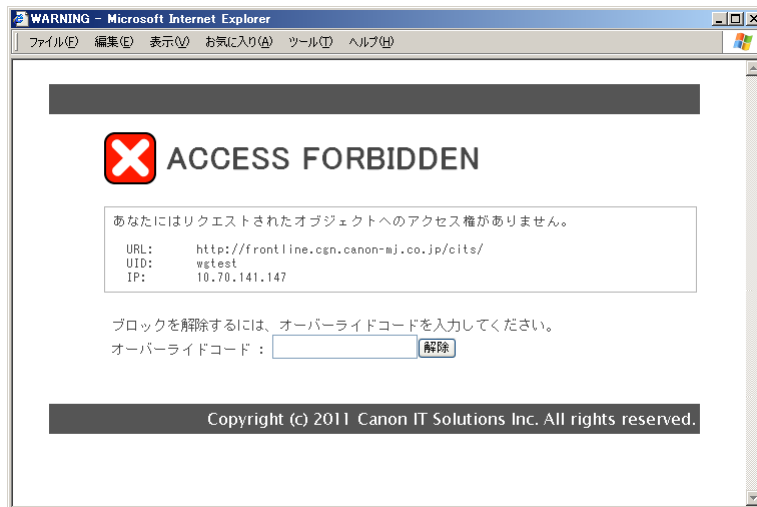 WARNING - Microsoft Internet Explorer
ファイル(F) 編集(E) 表示(V) お気に入り(A) ツール(T) ヘルプ(H)
ACCESS FORBIDDEN
あなたにはリクエストされたオブジェクトへのアクセス権がありません。
URL: http://frontline.cgn.canon-mj.co.jp/cits/
UID: wgtest
IP: 10.70.141.147
ブロックを解除するには、オーバーライドコードを入力してください。
オーバーライドコード : 解除
Copyright (c) 2011 Canon IT Solutions Inc. All rights reserved.